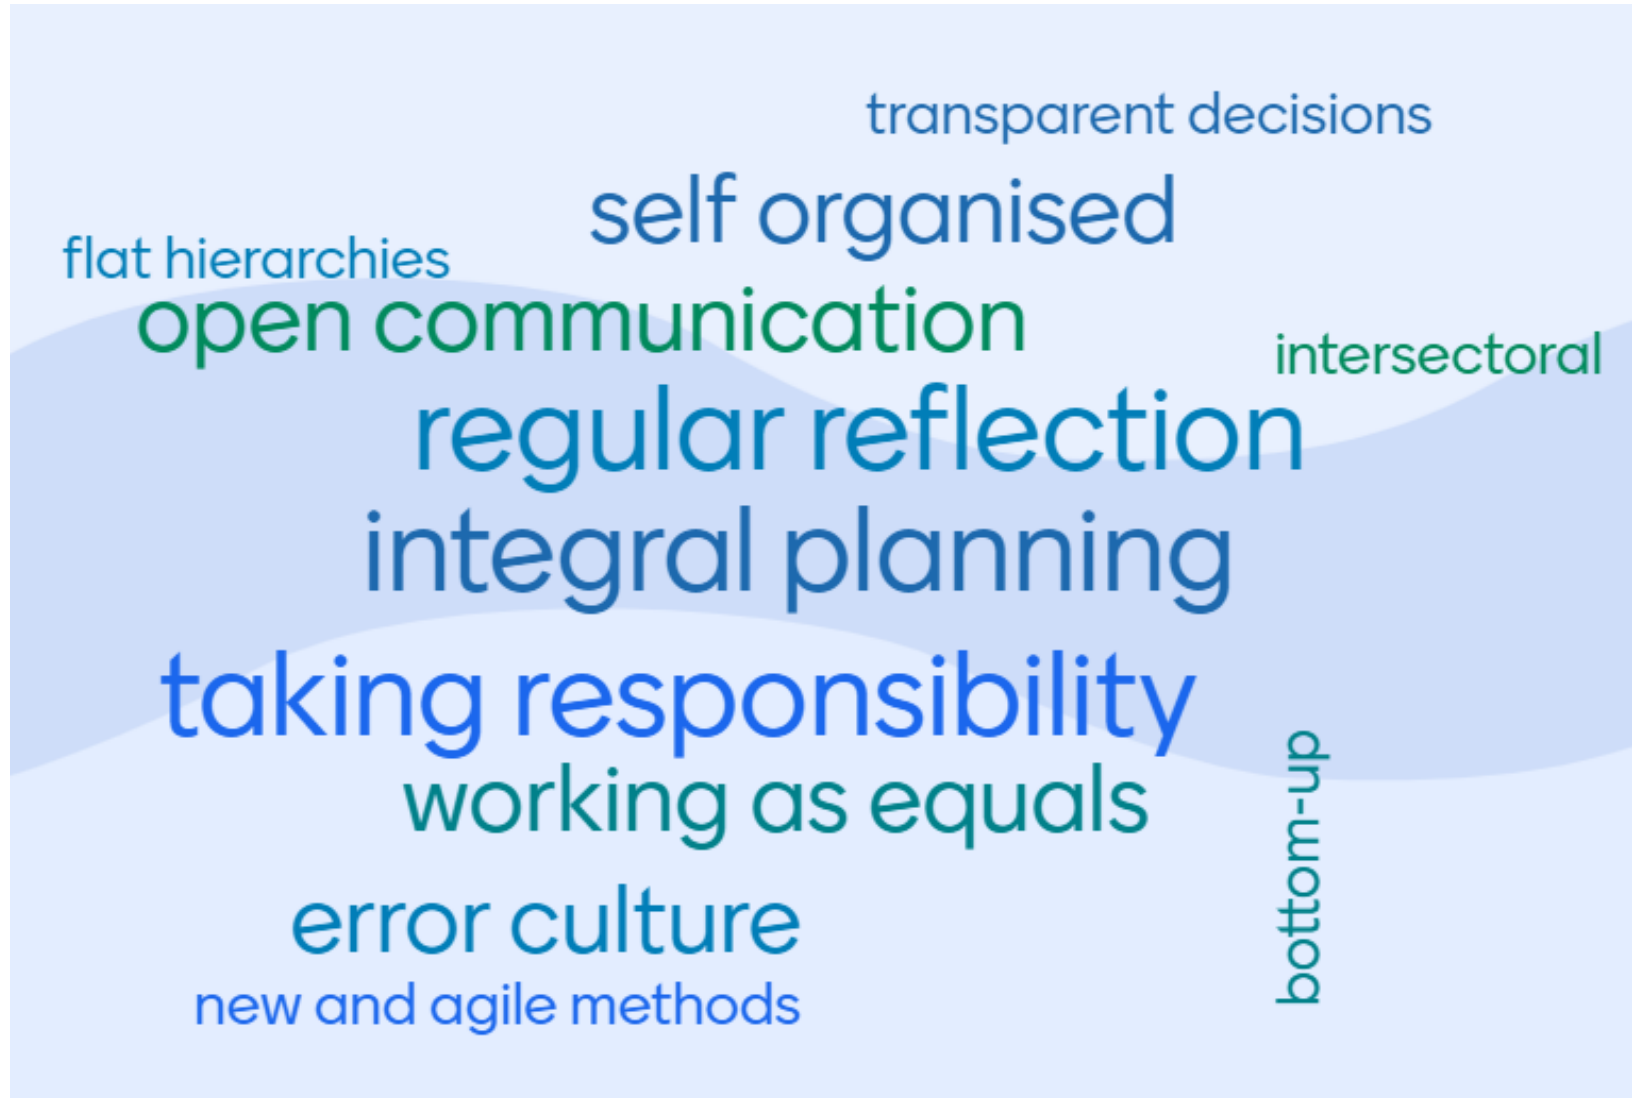 transparent decisions
self organised
flat hierarchies
open communication
intersectoral
regular reflection
integral planning
taking responsibility
working as equals
bottom-up
error culture
new and agile methods